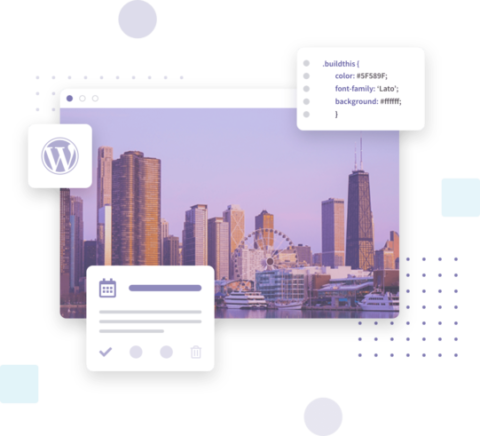 .buildthis {
color: #5F589F;
font-family: 'Lato';
background: #ffffff;
}